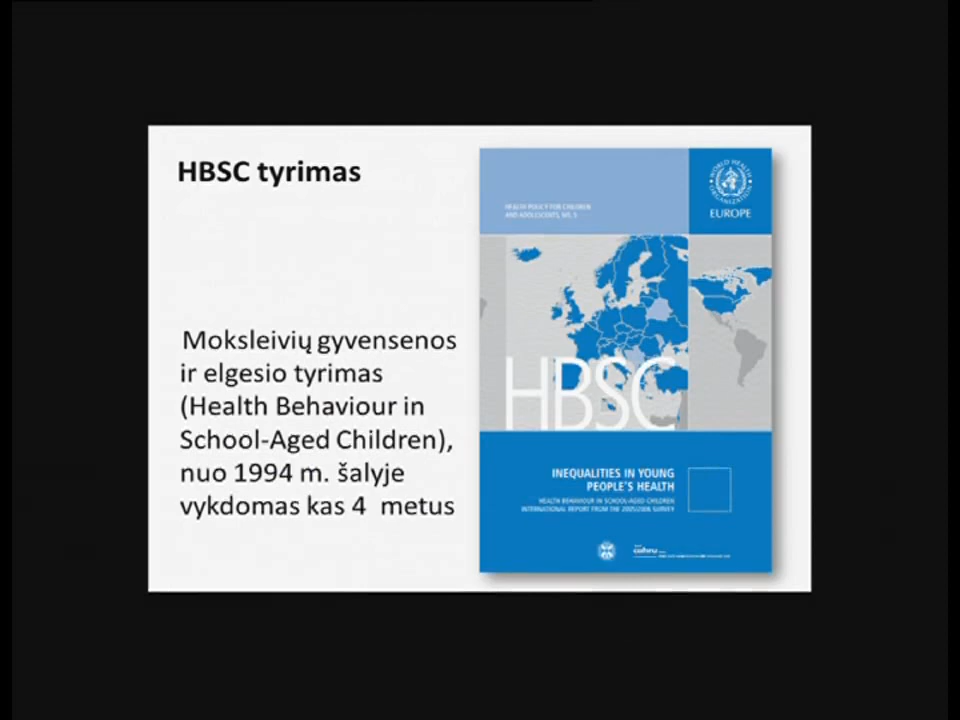 HBSC tyrimas
Moksleivių gyvensenos
ir elgesio tyrimas
(Health Behaviour in
School-Aged Children),
nuo 1994 m. šalyje
vykdomas kas 4 metus
HEALTH POLICY FOR CHILDREN
AND ADOLESCENTS, NO. 5
WORLD HEALTH
ORGANIZATION
EUROPE
HBSC
INEQUALITIES IN YOUNG
PEOPLE'S HEALTH
HEALTH BEHAVIOUR IN SCHOOL-AGED CHILDREN
INTERNATIONAL REPORT FROM THE 2005/2006 SURVEY
cahru